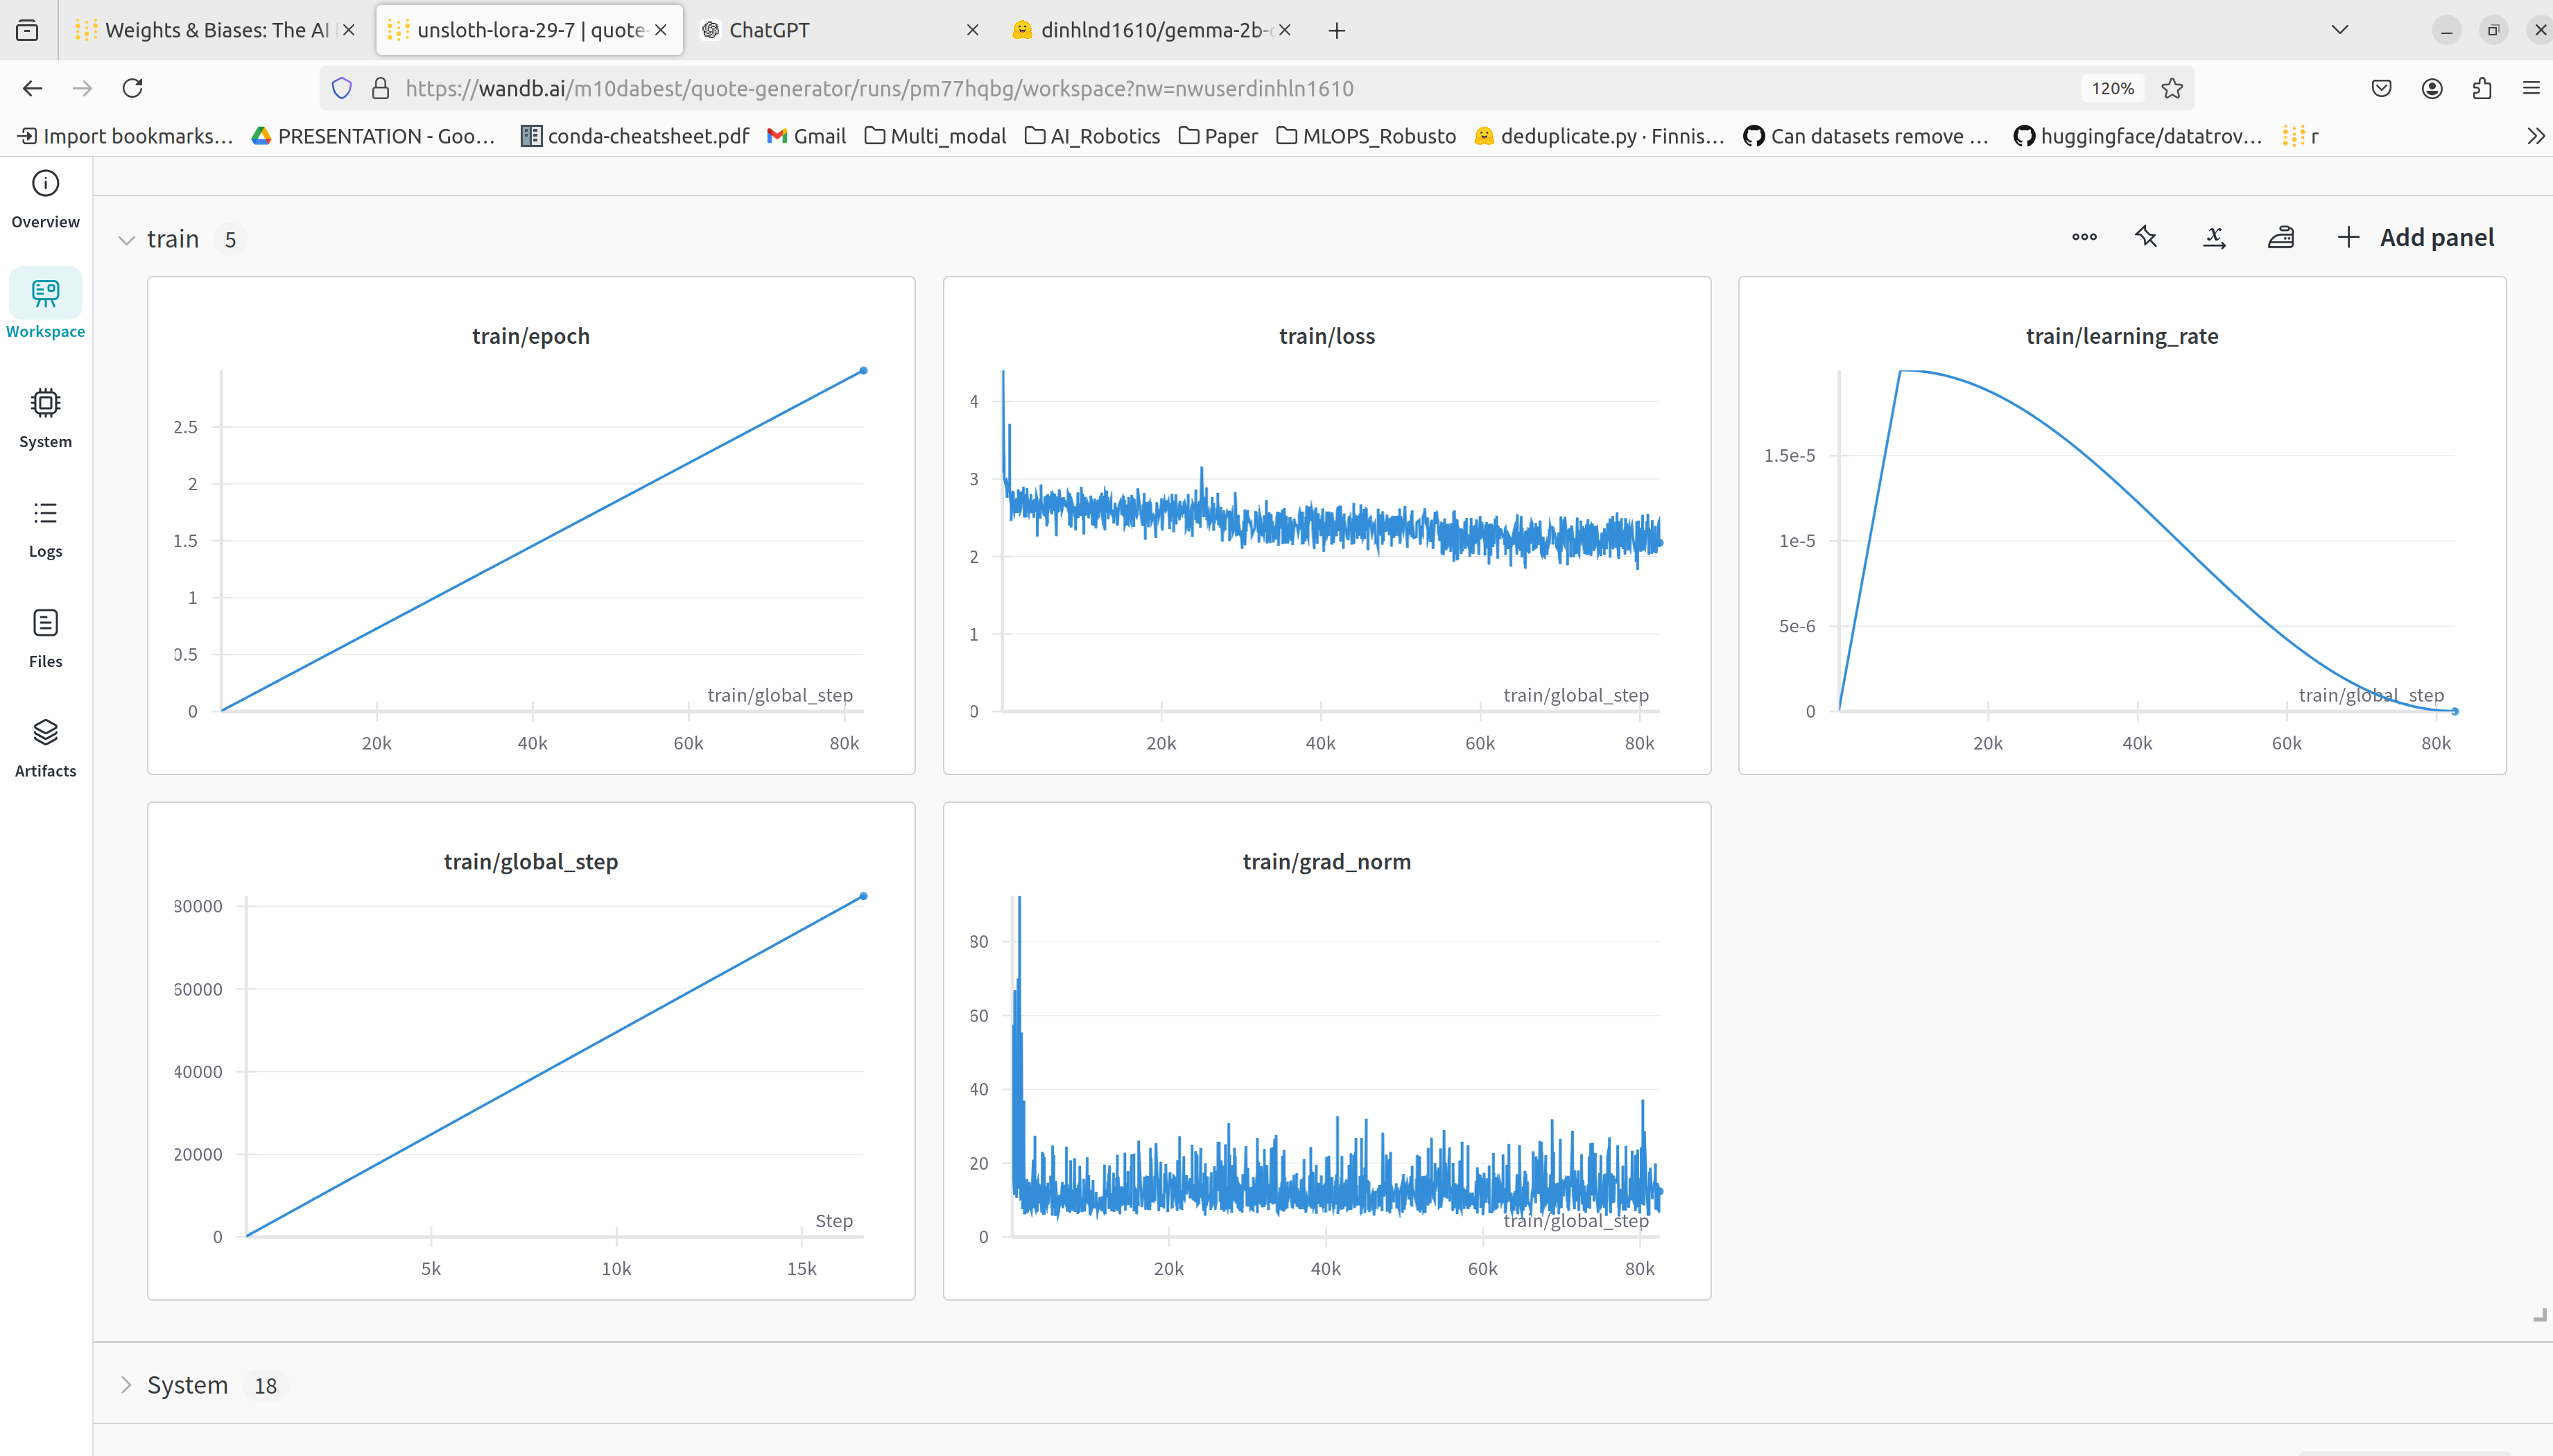 Weights & Biases: The AI
unsloth-lora-29-7 | quote-
ChatGPT
dinhlnd1610/gemma-2b-
https://wandb.ai/m10dabest/quote-generator/runs/pm77hqbg/workspace?nw=nwuserdinhln1610
120%
Import bookmarks...
PRESENTATION - Goo...
conda-cheatsheet.pdf
Gmail
Multi_modal
AI_Robotics
Paper
MLOPS_Robusto
deduplicate.py · Finnis...
Can datasets remove ...
huggingface/datatrov...
r
Overview
Workspace
System
Logs
Files
Artifacts
train 5
Add panel
train/epoch
2.5
2
1.5
1
0.5
0
train/global_step
20k 40k 60k 80k
train/loss
4
3
2
1
0
train/global_step
20k 40k 60k 80k
train/learning_rate
1.5e-5
1e-5
5e-6
0
train/global_step
20k 40k 60k 80k
train/global_step
80000
60000
40000
20000
0
Step
5k 10k 15k
train/grad_norm
80
60
40
20
0
train/global_step
20k 40k 60k 80k
System 18